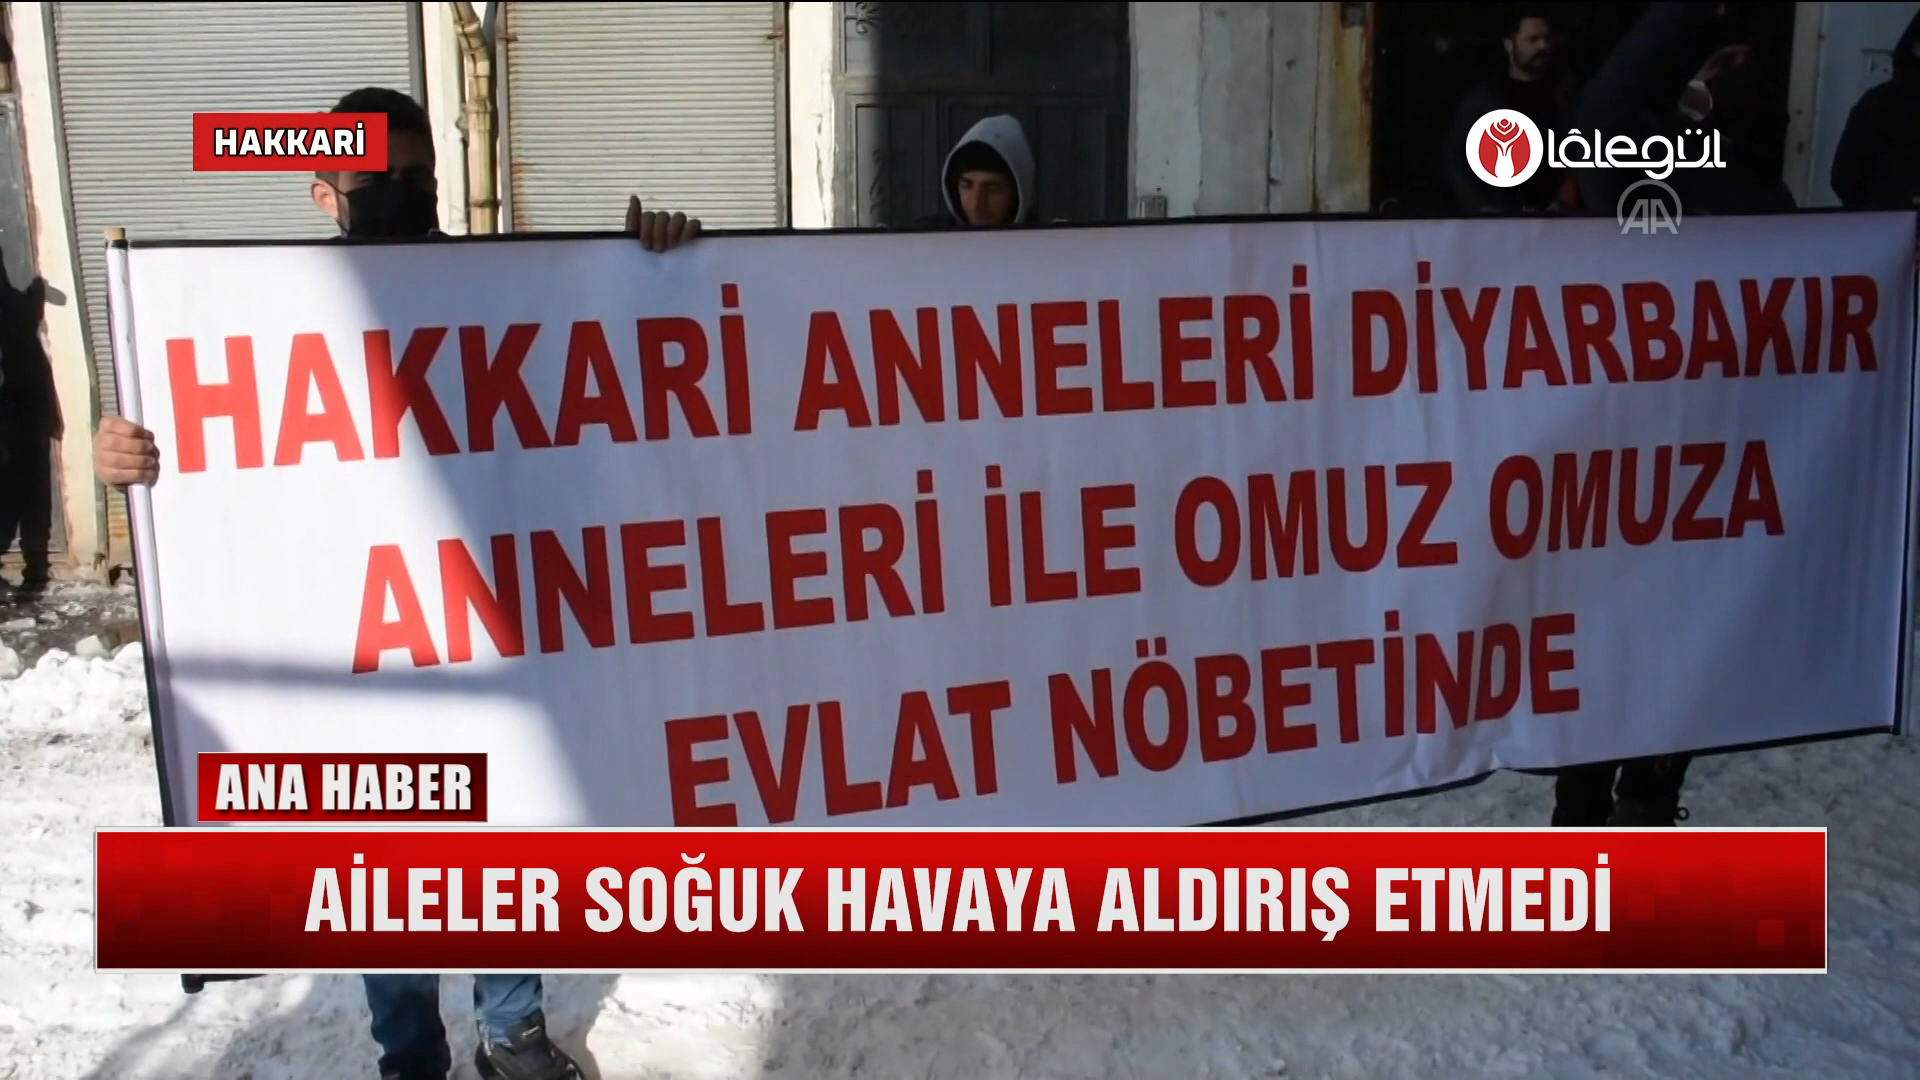 HAKKARİ
lâlegül
AA
HAKKARİ ANNELERİ DİYARBAKIR
ANNELERİ İLE OMUZ OMUZA
EVLAT NÖBETİNDE
ANA HABER
AİLELER SOĞUK HAVAYA ALDIRIŞ ETMEDİ